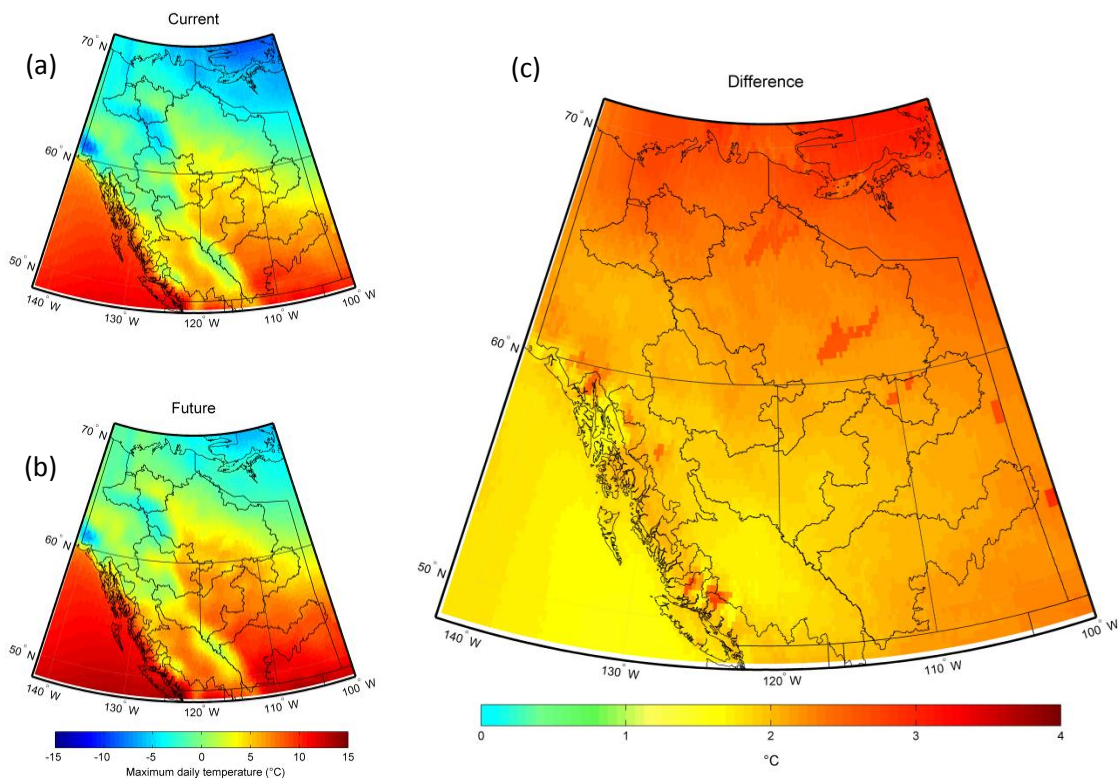 Current
(a)
70° N
60° N
50° N
140° W
130° W
120° W
110° W
100° W
Future
(b)
70° N
60° N
50° N
140° W
130° W
120° W
110° W
100° W
-15 -10 -5 0 5 10 15
Maximum daily temperature (°C)
(c)
Difference
70° N
60° N
50° N
140° W
130° W
120° W
110° W
100° W
0 1 2 3 4
°C